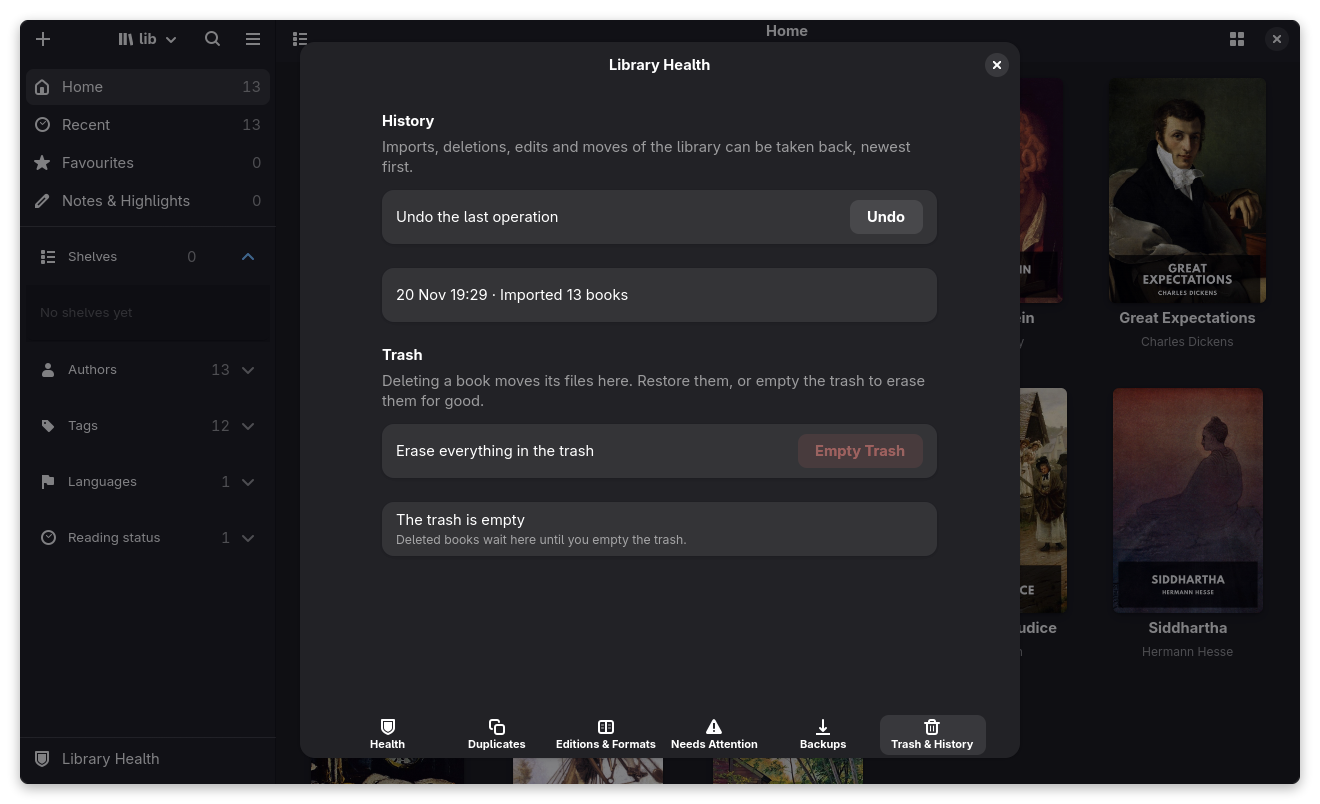 lib
Home
Home 13
Recent 13
Favourites 0
Notes & Highlights 0
Shelves 0
No shelves yet
Authors 13
Tags 12
Languages 1
Reading status 1
Library Health
Library Health
History
Imports, deletions, edits and moves of the library can be taken back, newest
first.
Undo the last operation Undo
20 Nov 19:29 · Imported 13 books
Trash
Deleting a book moves its files here. Restore them, or empty the trash to erase
them for good.
Erase everything in the trash Empty Trash
The trash is empty
Deleted books wait here until you empty the trash.
Health Duplicates Editions & Formats Needs Attention Backups Trash & History
IN
ein
y
GREAT
EXPECTATIONS
CHARLES DICKENS
Great Expectations
Charles Dickens
CE
udice
n
SIDDHARTHA
HERMANN HESSE
Siddhartha
Hermann Hesse